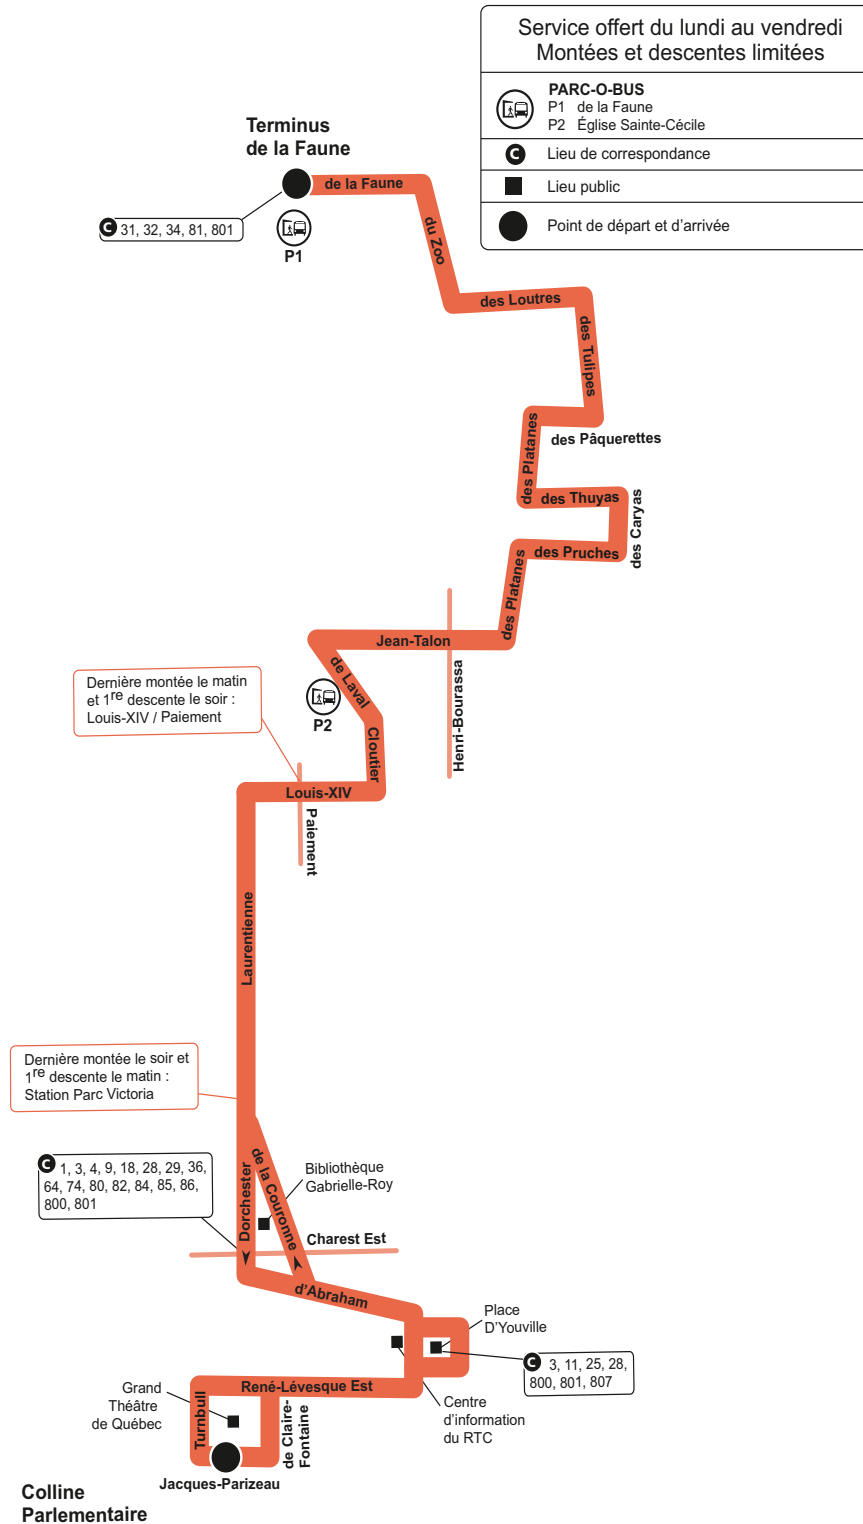 Service offert du lundi au vendredi
Montées et descentes limitées
PARC-O-BUS
P1 de la Faune
P2 Église Sainte-Cécile
C Lieu de correspondance
Lieu public
Point de départ et d'arrivée
Terminus
de la Faune
de la Faune
C 31, 32, 34, 81, 801
P1
du Zoo
des Loutres
des Tulipes
des Pâquerettes
des Platanes
des Thuyas
des Caryas
des Pruches
des Platanes
Jean-Talon
Henri-Bourassa
de Laval
P2
Cloutier
Dernière montée le matin
et 1re descente le soir :
Louis-XIV / Paiement
Louis-XIV
Paiement
Laurentienne
Dernière montée le soir et
1re descente le matin :
Station Parc Victoria
C 1, 3, 4, 9, 18, 28, 29, 36,
64, 74, 80, 82, 84, 85, 86,
800, 801
Dorchester
de la Couronne
Bibliothèque
Gabrielle-Roy
Charest Est
d'Abraham
Place
D'Youville
C 3, 11, 25, 28,
800, 801, 807
Centre
d'information
du RTC
René-Lévesque Est
Grand
Théâtre
de Québec
Turnbull
de Claire-
Fontaine
Jacques-Parizeau
Colline
Parlementaire